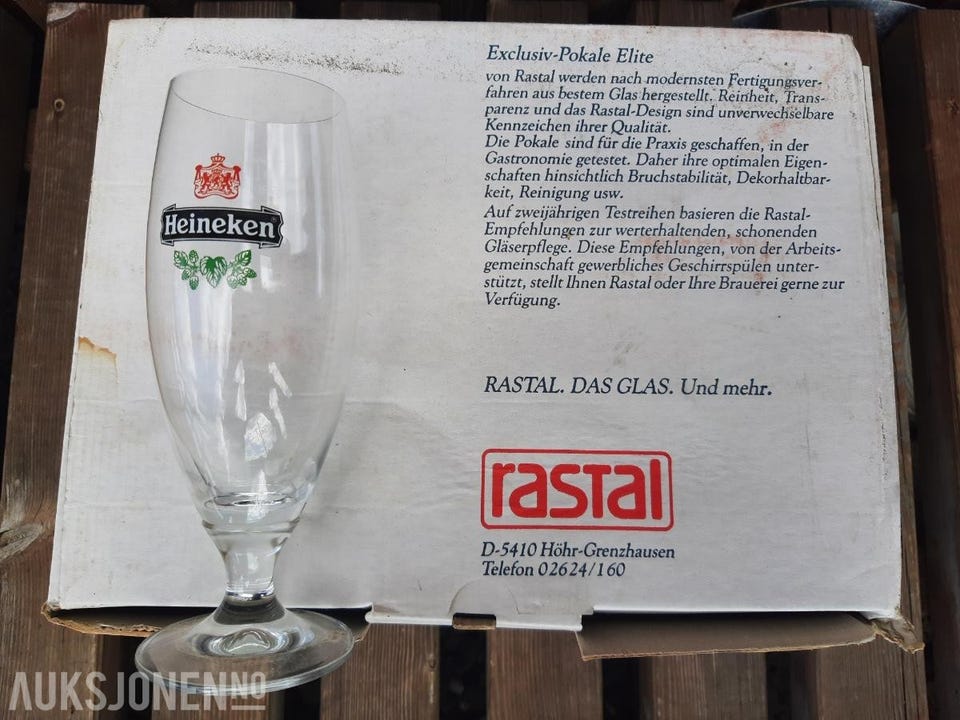 Exclusiv-Pokale Elite
von Rastal werden nach modernsten Fertigungsver-
fahren aus bestem Glas hergestellt. Reinheit, Trans-
parenz und das Rastal-Design sind unverwechselbare
Kennzeichen ihrer Qualität.
Die Pokale sind für die Praxis geschaffen, in der
Gastronomie getestet. Daher ihre optimalen Eigen-
schaften hinsichtlich Bruchstabilität, Dekorhaltbar-
keit, Reinigung usw.
Auf zweijährigen Testreihen basieren die Rastal-
Empfehlungen zur werterhaltenden, schonenden
Gläserpflege. Diese Empfehlungen, von der Arbeits-
gemeinschaft gewerbliches Geschirrspülen unter-
stützt, stellt Ihnen Rastal oder Ihre Brauerei gerne zur
Verfügung.
RASTAL. DAS GLAS. Und mehr.
rastal
D-5410 Höhr-Grenzhausen
Telefon 02624/160
Heineken
AUKSJONEN.NO